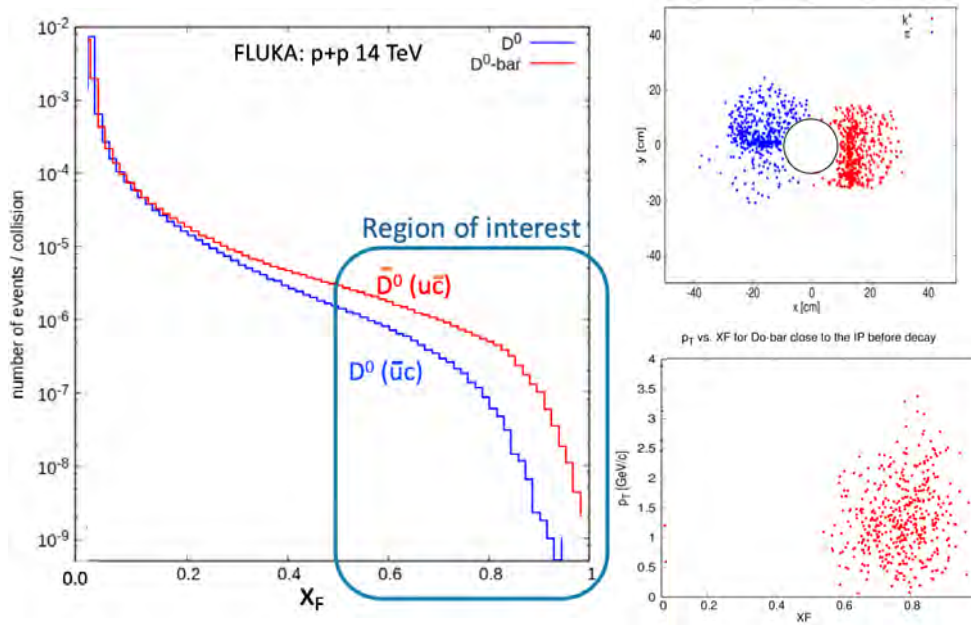 FLUKA: p+p 14 TeV
D⁰
D⁰-bar
10⁻²
10⁻³
10⁻⁴
10⁻⁵
10⁻⁶
10⁻⁷
10⁻⁸
10⁻⁹
number of events / collision
Region of interest
D̄⁰ (uc̄)
D⁰ (ūc)
0.0
0.2
0.4
0.6
0.8
1
X_F
40
20
0
-20
-40
y [cm]
-40
-20
0
20
40
x [cm]
pT vs. XF for Do-bar close to the IP before decay
4
3.5
3
2.5
2
1.5
1
0.5
0
pT [GeV/c]
0
0.2
0.4
0.6
0.8
XF